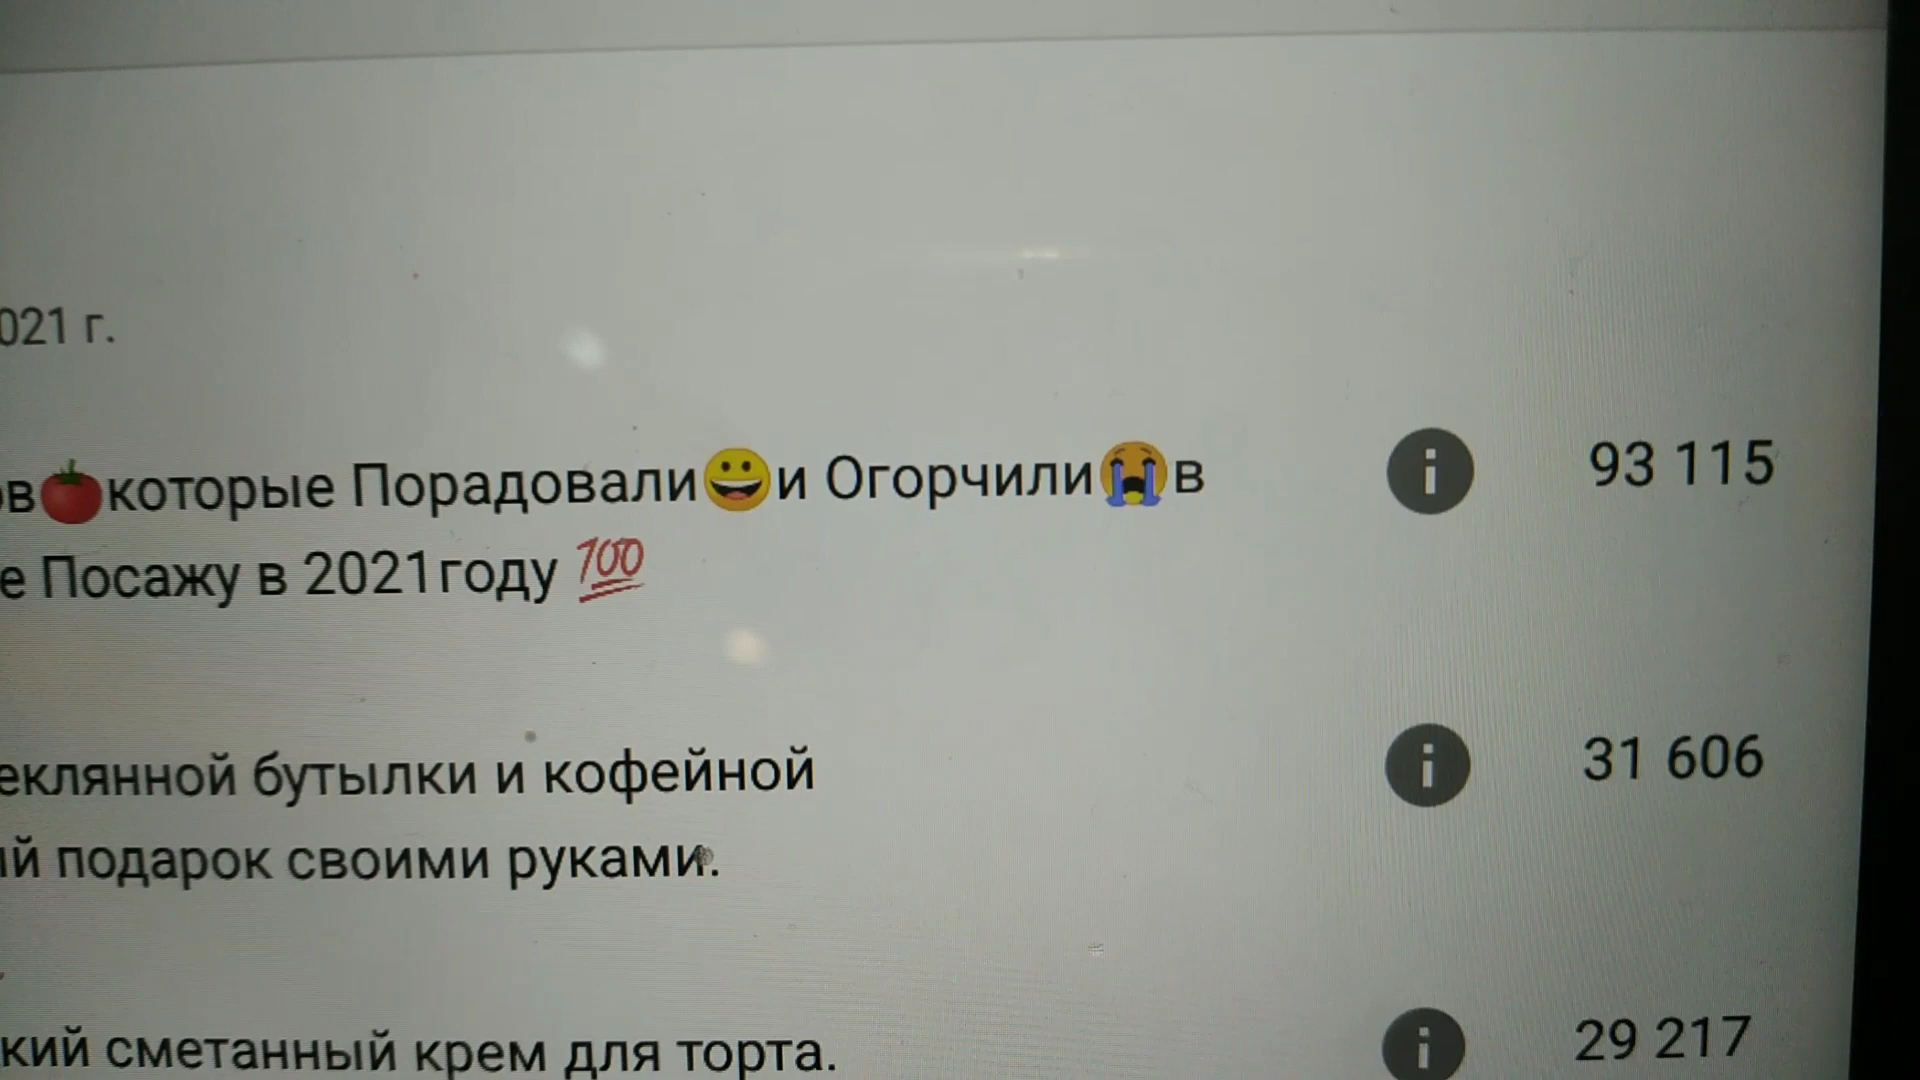 021 г.
в🍅которые Порадовали😀и Огорчили😭в
93 115
е Посажу в 2021году 💯
еклянной бутылки и кофейной
31 606
ый подарок своими руками.
кий сметанный крем для торта.
29 217